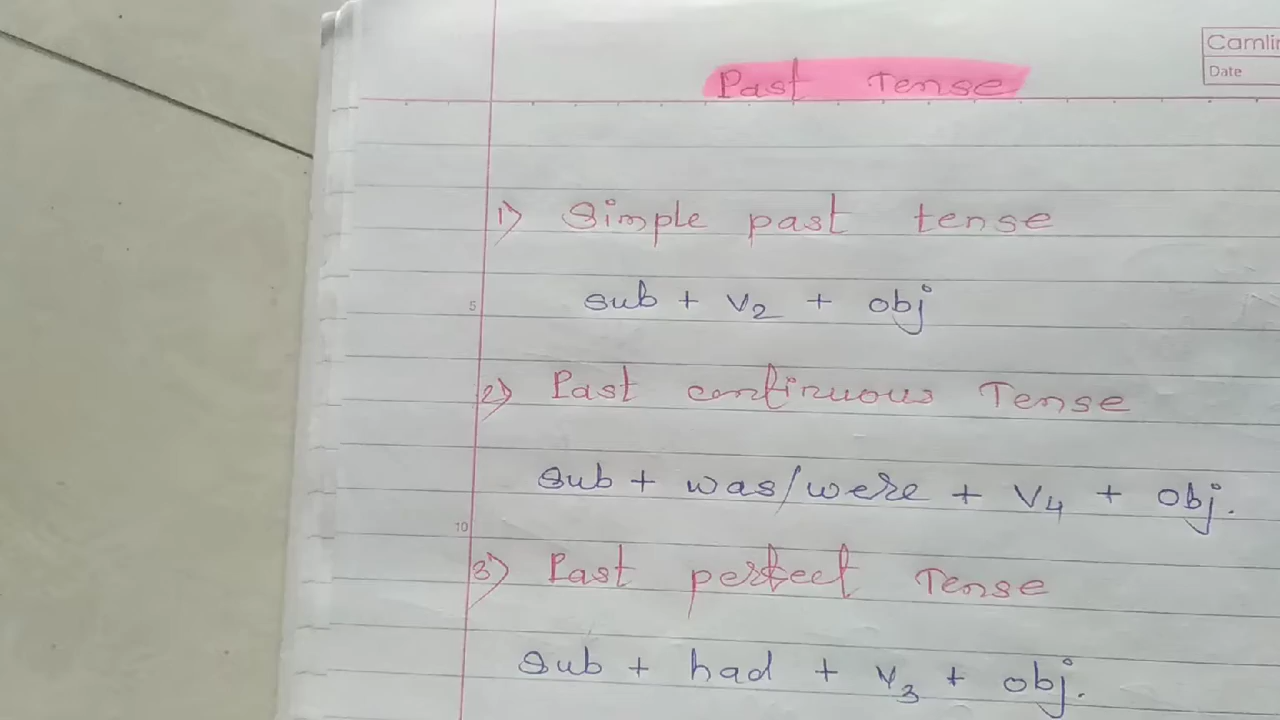 Camlin
Date
Past Tense
1) Simple past tense
5
sub + V2 + obj
2) Past continuous Tense
sub + was/were + V4 + obj.
10
3) Past perfect Tense
sub + had + V3 + obj.